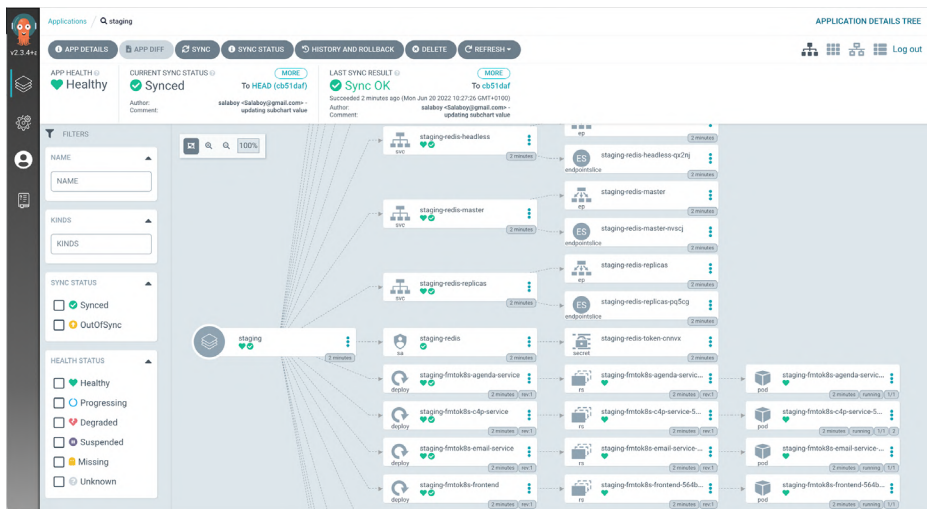 Applications / staging
APPLICATION DETAILS TREE
v2.3.4+c
APP DETAILS
APP DIFF
SYNC
SYNC STATUS
HISTORY AND ROLLBACK
DELETE
REFRESH
Log out
APP HEALTH
Healthy
CURRENT SYNC STATUS
MORE
Synced
To HEAD (cb51daf)
Author: salaboy <Salaboy@gmail.com> -
Comment: updating subchart value
LAST SYNC RESULT
MORE
Sync OK
To cb51daf
Succeeded 2 minutes ago (Mon Jun 20 2022 10:27:26 GMT+0100)
Author: salaboy <Salaboy@gmail.com> -
Comment: updating subchart value
FILTERS
NAME
NAME
KINDS
KINDS
SYNC STATUS
Synced
OutOfSync
HEALTH STATUS
Healthy
Progressing
Degraded
Suspended
Missing
Unknown
100%
staging
2 minutes
staging-redis-headless
svc
2 minutes
ep
2 minutes
ES
staging-redis-headless-qx2nj
endpointslice
2 minutes
staging-redis-master
svc
2 minutes
staging-redis-master
ep
2 minutes
ES
staging-redis-master-nvscj
endpointslice
2 minutes
staging-redis-replicas
svc
2 minutes
staging-redis-replicas
ep
2 minutes
ES
staging-redis-replicas-pq5cg
endpointslice
2 minutes
staging-redis
sa
2 minutes
staging-redis-token-cnnvx
secret
2 minutes
staging-fmtok8s-agenda-service
deploy
2 minutes rev:1
staging-fmtok8s-agenda-servic...
rs
2 minutes rev:1
staging-fmtok8s-agenda-servic...
pod
2 minutes running 1/1
staging-fmtok8s-c4p-service
deploy
2 minutes rev:1
staging-fmtok8s-c4p-service-5...
rs
2 minutes rev:1
staging-fmtok8s-c4p-service-5...
pod
2 minutes running 1/1 2
staging-fmtok8s-email-service
deploy
2 minutes rev:1
staging-fmtok8s-email-service-...
rs
2 minutes rev:1
staging-fmtok8s-email-service-...
pod
2 minutes running 1/1
staging-fmtok8s-frontend
deploy
2 minutes rev:1
staging-fmtok8s-frontend-564b...
rs
2 minutes rev:1
staging-fmtok8s-frontend-564b...
pod
2 minutes running 1/1